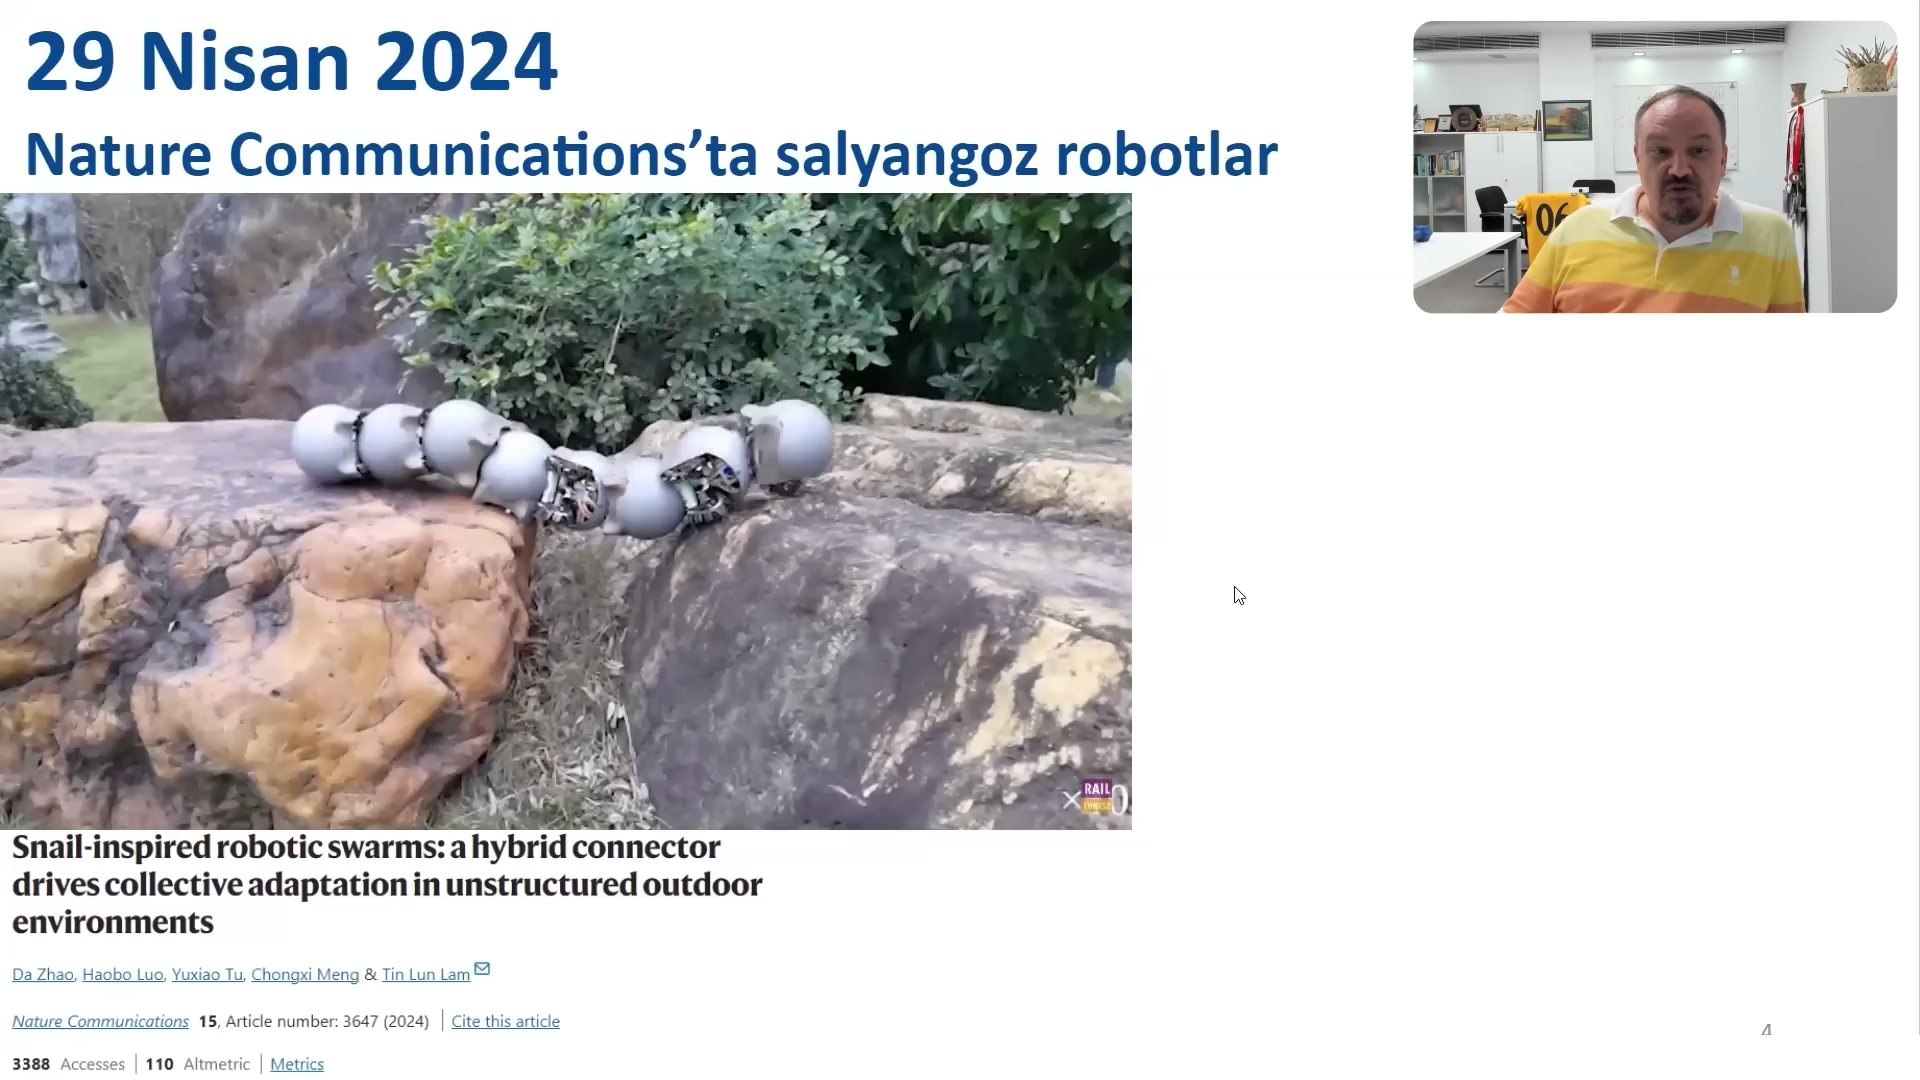 29 Nisan 2024
Nature Communications’ta salyangoz robotlar
06
RAIL
Snail-inspired robotic swarms: a hybrid connector
drives collective adaptation in unstructured outdoor
environments
Da Zhao, Haobo Luo, Yuxiao Tu, Chongxi Meng & Tin Lun Lam
Nature Communications 15, Article number: 3647 (2024) | Cite this article
3388 Accesses | 110 Altmetric | Metrics
4